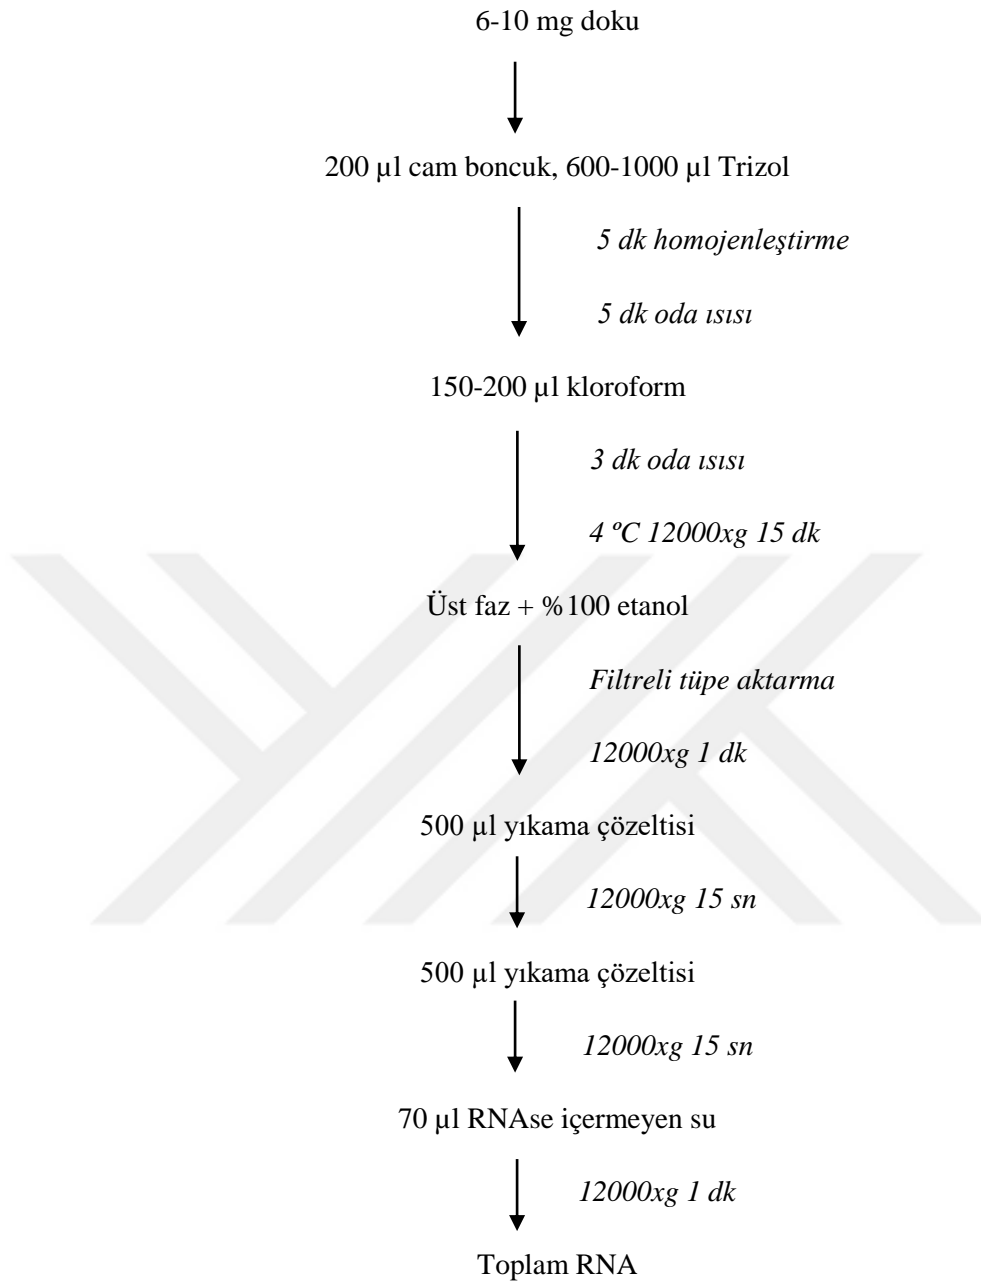 6-10 mg doku
200 µl cam boncuk, 600-1000 µl Trizol
5 dk homojenleştirme
5 dk oda ısısı
150-200 µl kloroform
3 dk oda ısısı
4 ºC 12000xg 15 dk
Üst faz + %100 etanol
Filtreli tüpe aktarma
12000xg 1 dk
500 µl yıkama çözeltisi
12000xg 15 sn
500 µl yıkama çözeltisi
12000xg 15 sn
70 µl RNAse içermeyen su
12000xg 1 dk
Toplam RNA